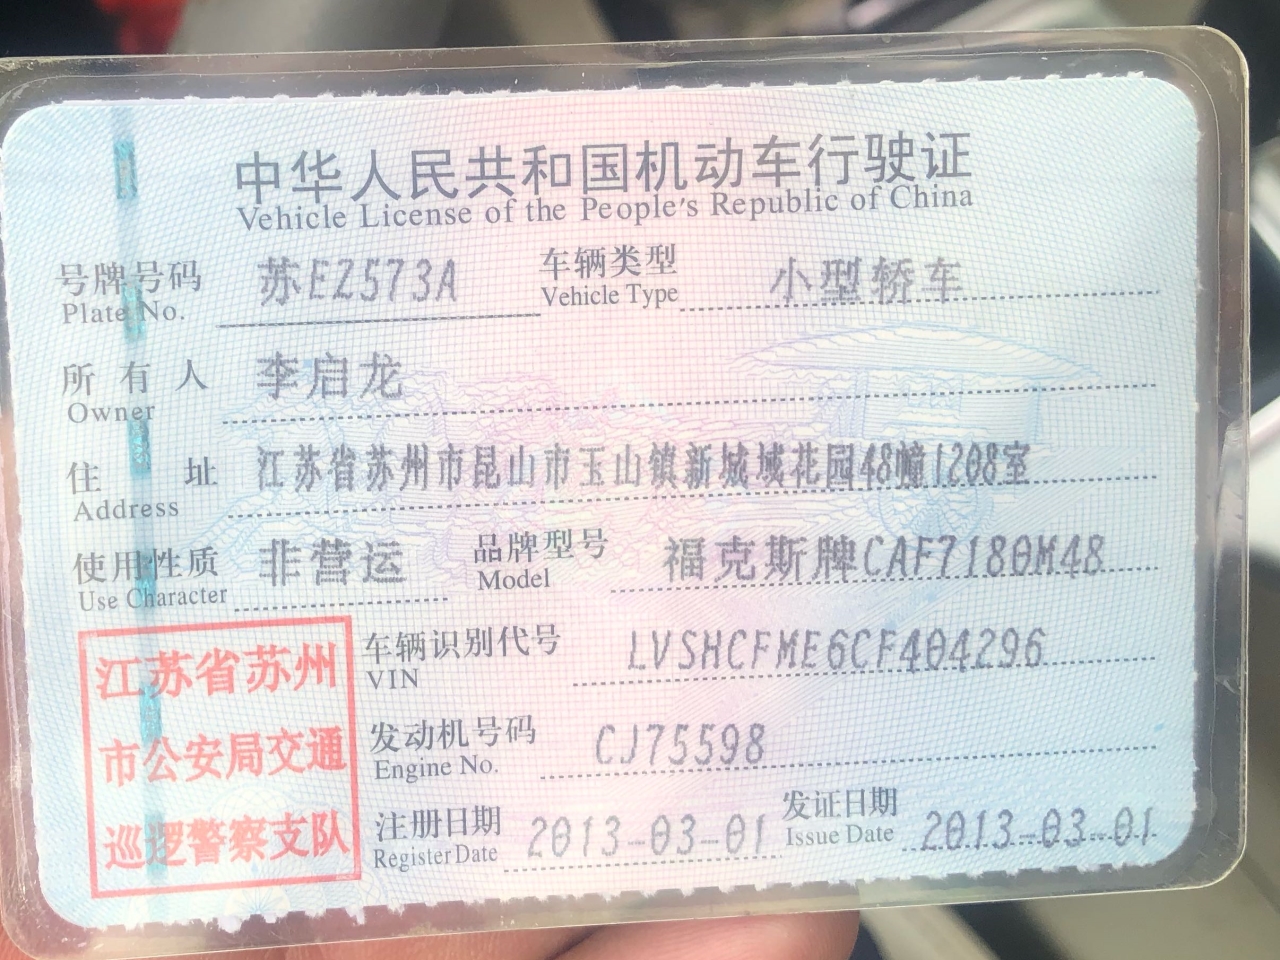 中华人民共和国机动车行驶证
Vehicle License of the People's Republic of China
号牌号码 苏EZ573A 车辆类型 小型轿车
Plate No. Vehicle Type
所有人 李启龙
Owner
住址 江苏省苏州市昆山市玉山镇新城域花园48幢1208室
Address
使用性质 非营运 品牌型号 福克斯牌CAF7180M48
Use Character Model
江苏省苏州
市公安局交通
巡逻警察支队
车辆识别代号 LVSHCFME6CF404296
VIN
发动机号码 CJ75598
Engine No.
注册日期 2013-03-01 发证日期 2013-03-01
Register Date Issue Date